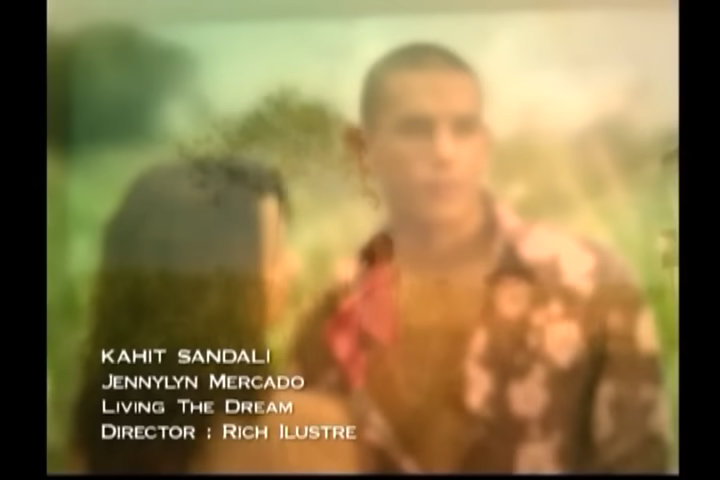 KAHIT SANDALI
JENNYLYN MERCADO
LIVING THE DREAM
DIRECTOR : RICH ILUSTRE